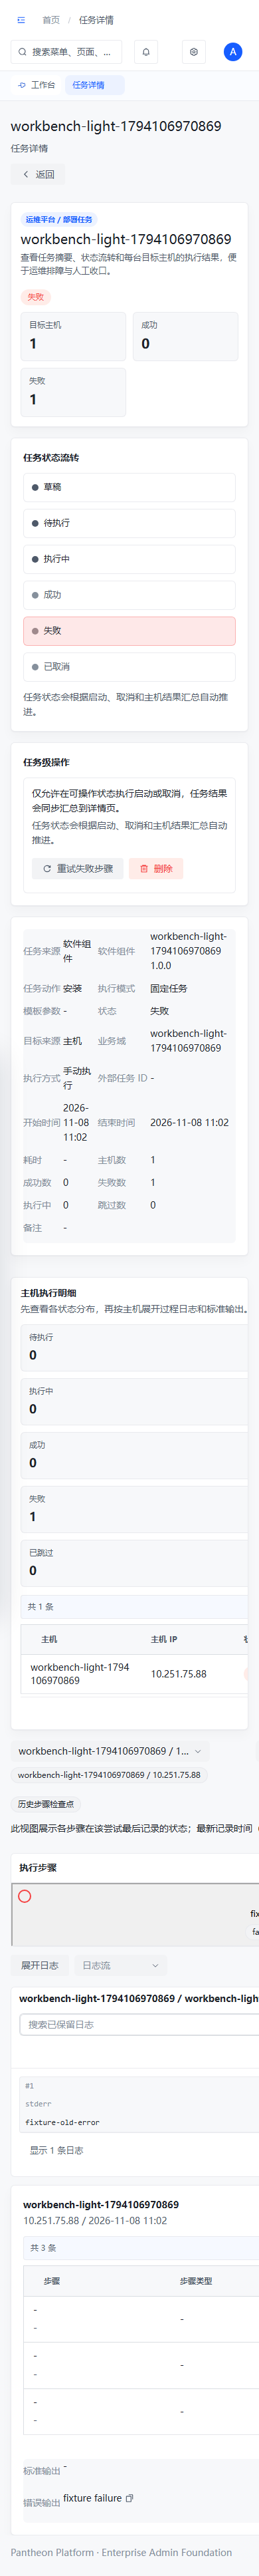 首页 / 任务详情
搜索菜单、页面、...
A
工作台
任务详情
workbench-light-1794106970869
任务详情
返回
运维平台 / 部署任务
workbench-light-1794106970869
查看任务摘要、状态流转和每台目标主机的执行结果，便
于运维排障与人工收口。
失败
目标主机
1
成功
0
失败
1
任务状态流转
草稿
待执行
执行中
成功
失败
已取消
任务状态会根据启动、取消和主机结果汇总自动推
进。
任务级操作
仅允许在可操作状态执行启动或取消，任务结果
会同步汇总到详情页。
任务状态会根据启动、取消和主机结果汇总自动
推进。
重试失败步骤
删除
任务来源 软件组件 软件组件 workbench-light-1794106970869 1.0.0
任务动作 安装 执行模式 固定任务
模板参数 - 状态 失败
目标来源 主机 业务域 workbench-light-1794106970869
执行方式 手动执行 外部任务 ID -
开始时间 2026-11-08 11:02 结束时间 2026-11-08 11:02
耗时 - 主机数 1
成功数 0 失败数 1
执行中 0 跳过数 0
备注 -
主机执行明细
先查看各状态分布，再按主机展开过程日志和标准输出。
待执行
0
执行中
0
成功
0
失败
1
已跳过
0
共 1 条
主机 主机 IP
workbench-light-1794106970869 10.251.75.88
workbench-light-1794106970869 / 1...
workbench-light-1794106970869 / 10.251.75.88
历史步骤检查点
此视图展示各步骤在该尝试最后记录的状态；最新记录时间
执行步骤
fix
fa
展开日志
日志流
workbench-light-1794106970869 / workbench-light
搜索已保留日志
#1
stderr
fixture-old-error
显示 1 条日志
workbench-light-1794106970869
10.251.75.88 / 2026-11-08 11:02
共 3 条
步骤 步骤类型
-
- -
-
- -
-
- -
标准输出 -
错误输出 fixture failure
Pantheon Platform · Enterprise Admin Foundation